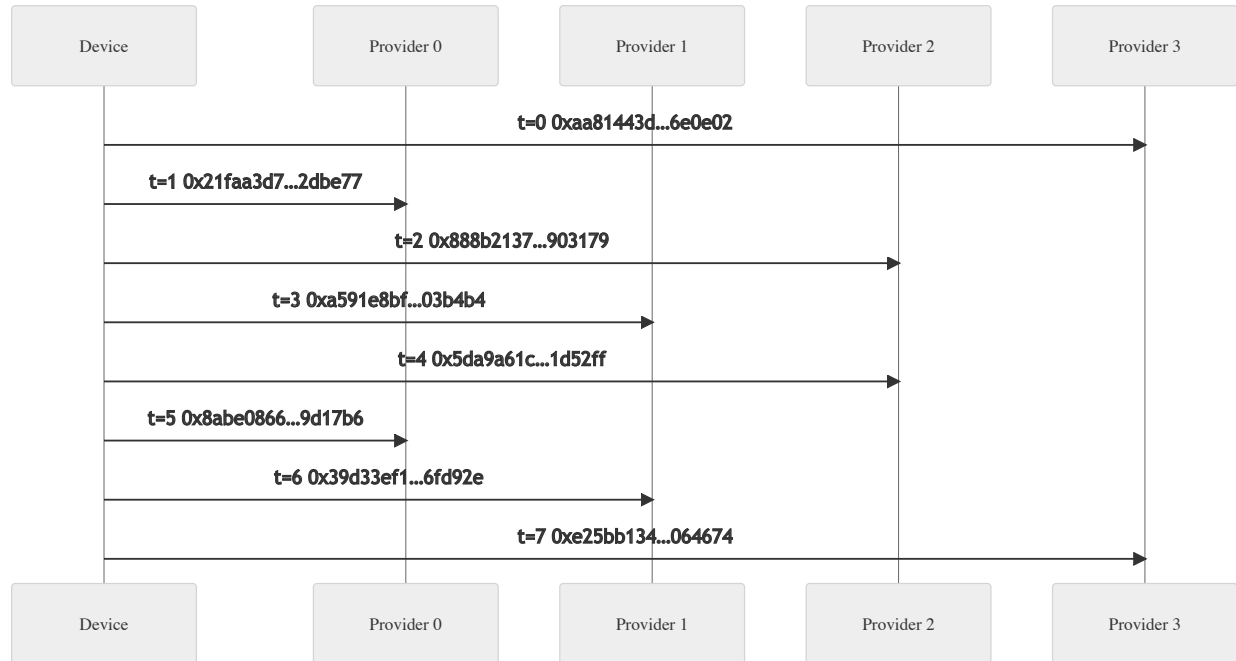 Device Provider 0 Provider 1 Provider 2 Provider 3
t=0 0xaa81443d...6e0e02
t=1 0x21faa3d7...2dbe77
t=2 0x888b2137...903179
t=3 0xa591e8bf...03b4b4
t=4 0x5da9a61c...1d52ff
t=5 0x8abe0866...9d17b6
t=6 0x39d33ef1...6fd92e
t=7 0xe25bb134...064674
Device Provider 0 Provider 1 Provider 2 Provider 3